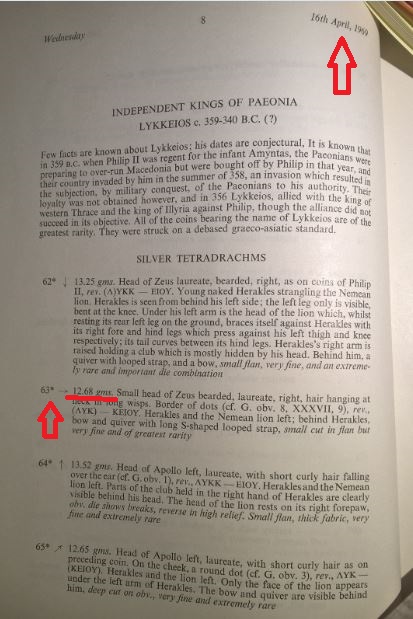 8
Wednesday
16th April, 1969
INDEPENDENT KINGS OF PAEONIA
LYKKEIOS c. 359-340 B.C. (?)
Few facts are known about Lykkeios; his dates are conjectural, It is known that
in 359 B.C. when Philip II was regent for the infant Amyntas, the Paeonians were
preparing to over-run Macedonia but were bought off by Philip in that year, and
their country invaded by him in the summer of 358, an invasion which resulted in
the subjection, by military conquest, of the Paeonians to his authority. Their
loyalty was not obtained however, and in 356 Lykkeios, allied with the king of
western Thrace and the king of Illyria against Philip, though the alliance did not
succeed in its objective. All of the coins bearing the name of Lykkeios are of the
greatest rarity. They were struck on a debased graeco-asiatic standard.
SILVER TETRADRACHMS
62* ↓ 13.25 gms. Head of Zeus laureate, bearded, right, as on coins of Philip
II, rev. (Λ)ΥΚΚ — ΕΙΟΥ. Young naked Herakles strangling the Nemean
lion. Herakles is seen from behind his left side; the left leg only is visible,
bent at the knee. Under his left arm is the head of the lion which, whilst
resting its rear left leg on the ground, braces itself against Herakles with
its right fore and hind legs which press against his left thigh and knee
respectively; its tail curves between its hind legs. Herakles's right arm is
raised holding a club which is mostly hidden by his head. Behind him, a
quiver with looped strap, and a bow, small flan, very fine, and an extreme-
ly rare and important die combination
63* → 12.68 gms. Small head of Zeus bearded, laureate, right, hair hanging at
neck in long wisps. Border of dots (cf. G. obv. 8, XXXVII, 9), rev.,
(ΛΥΚ) — ΚΕΙΟΥ. Herakles and the Nemean lion left; behind Herakles,
bow and quiver with long S-shaped looped strap, small cut in flan but
very fine and of greatest rarity
64* ↑ 13.52 gms. Head of Apollo left, laureate, with short curly hair falling
over the ear (cf. G. obv. 1), rev., ΛΥΚΚ — ΕΙΟΥ. Herakles and the Nemean
lion left. Parts of the club held in the right hand of Herakles are clearly
visible behind his head. The head of the lion rests on its right forepaw,
obv. die shows breaks, reverse in high relief. Small flan, thick fabric, very
fine and extremely rare
65* ↗ 12.65 gms. Head of Apollo left, laureate, with short curly hair as on
preceding coin. On the cheek, a round dot (cf. G. obv. 3), rev., ΛΥΚ —
(ΚΕΙΟΥ). Herakles and the lion left. Only the face of the lion appears
under the left arm of Herakles. The bow and quiver are visible behind
him, deep cut on obv., very fine and extremely rare